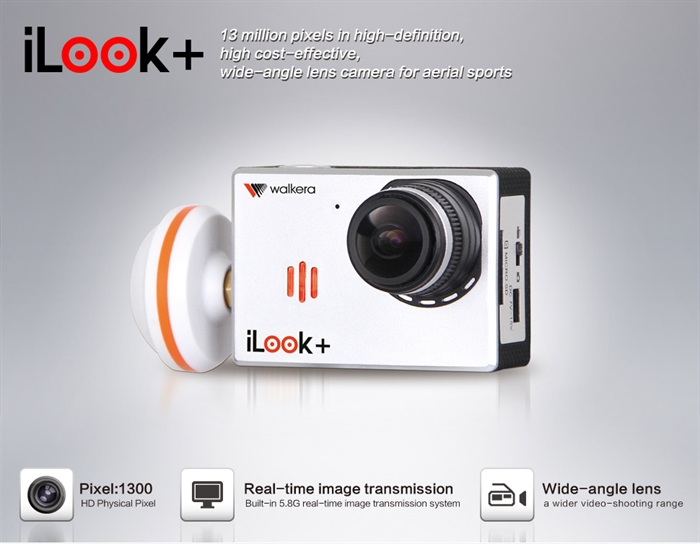 iLook+
13 million pixels in high-definition,
high cost-effective,
wide-angle lens camera for aerial sports
walkera
iLook+
MICRO SD
Pixel:1300
HD Physical Pixel
Real-time image transmission
Built-in 5.8G real-time image transmission system
Wide-angle lens
a wider video-shooting range